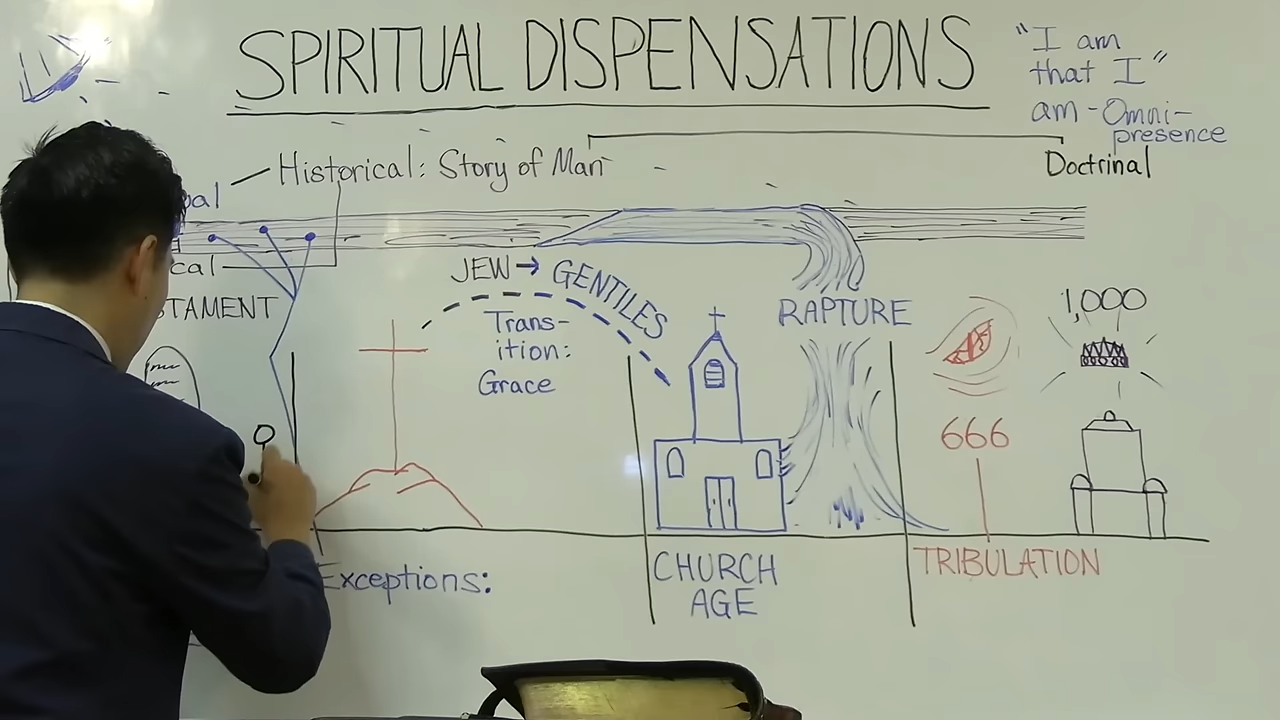 SPIRITUAL DISPENSATIONS
"I am
that I"
am - Omni-
presence
Historical: Story of Man
Doctrinal
JEW → GENTILES
Trans-
ition:
Grace
RAPTURE
1,000
666
Exceptions:
CHURCH
AGE
TRIBULATION